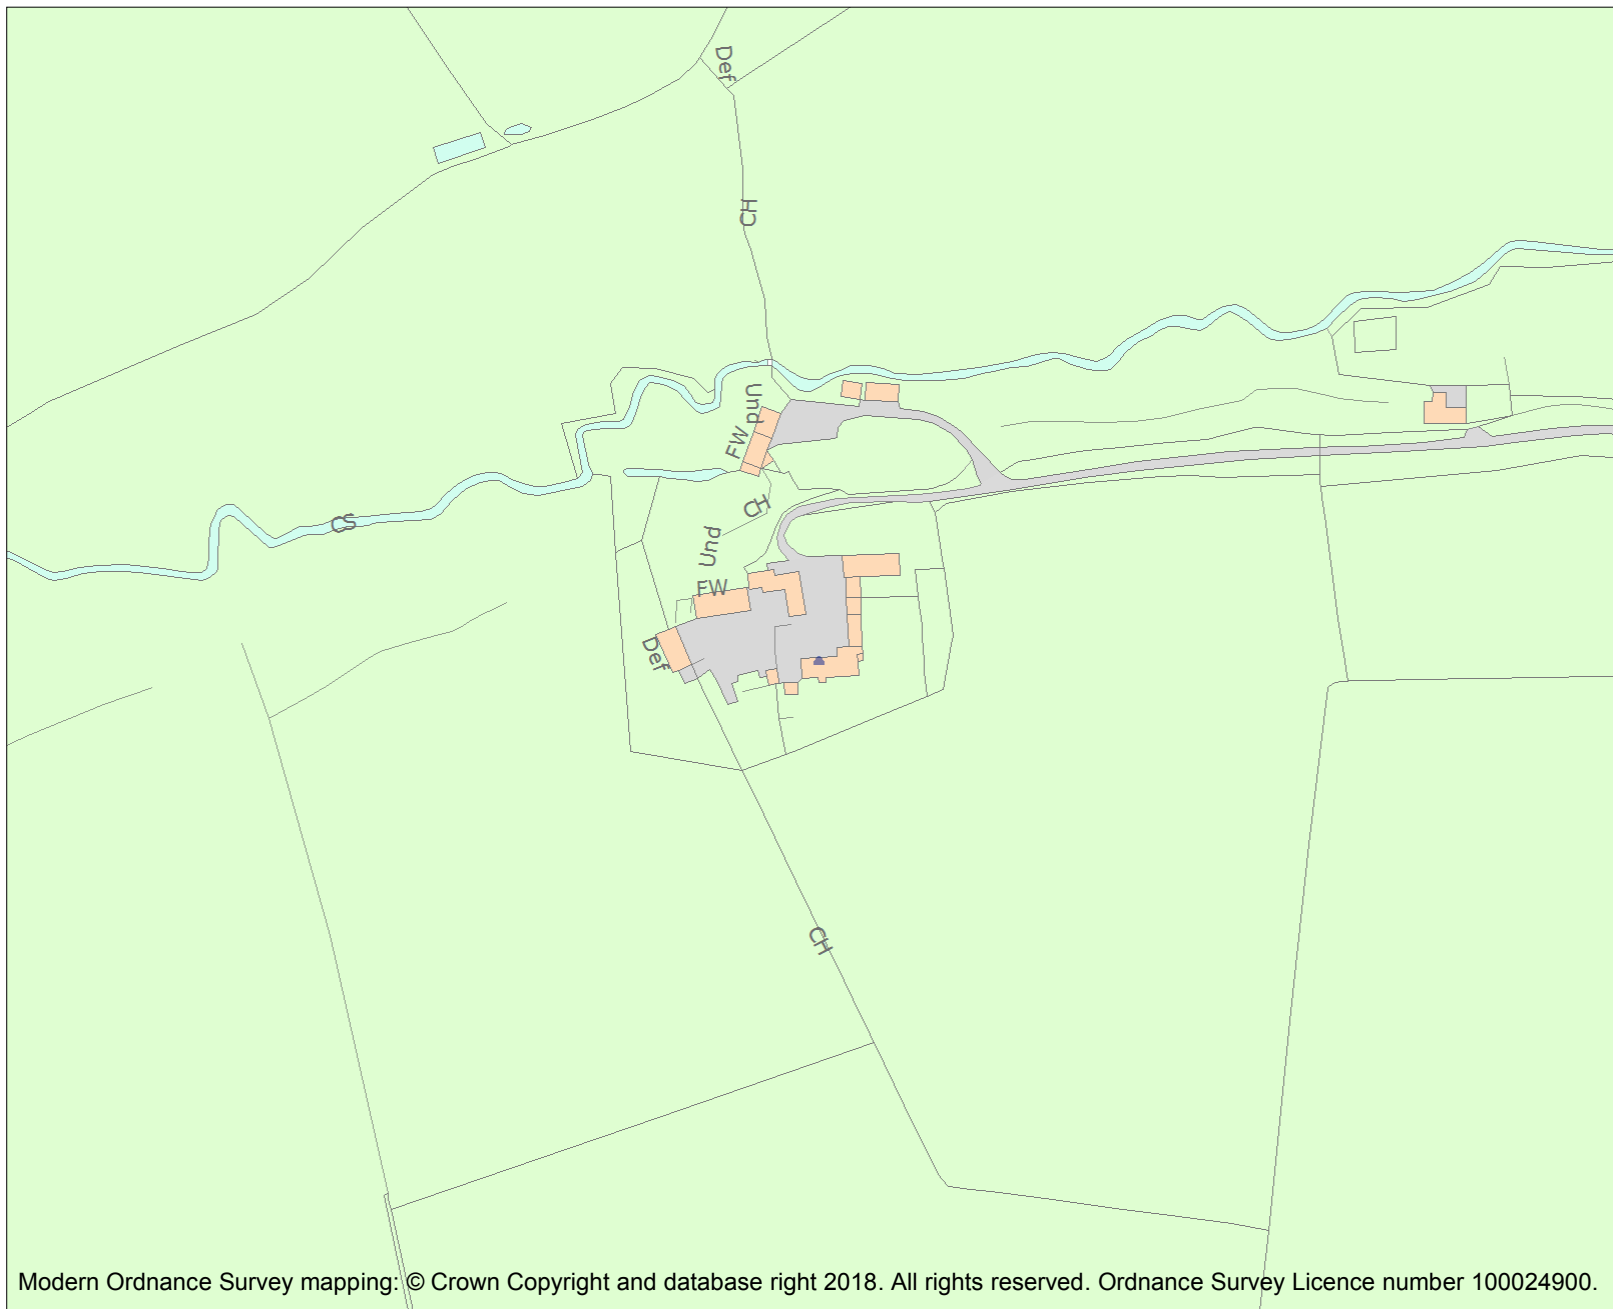 Def
CH
Und
FW
CH
CS
Und
FW
Def
CH
Modern Ordnance Survey mapping: © Crown Copyright and database right 2018. All rights reserved. Ordnance Survey Licence number 100024900.